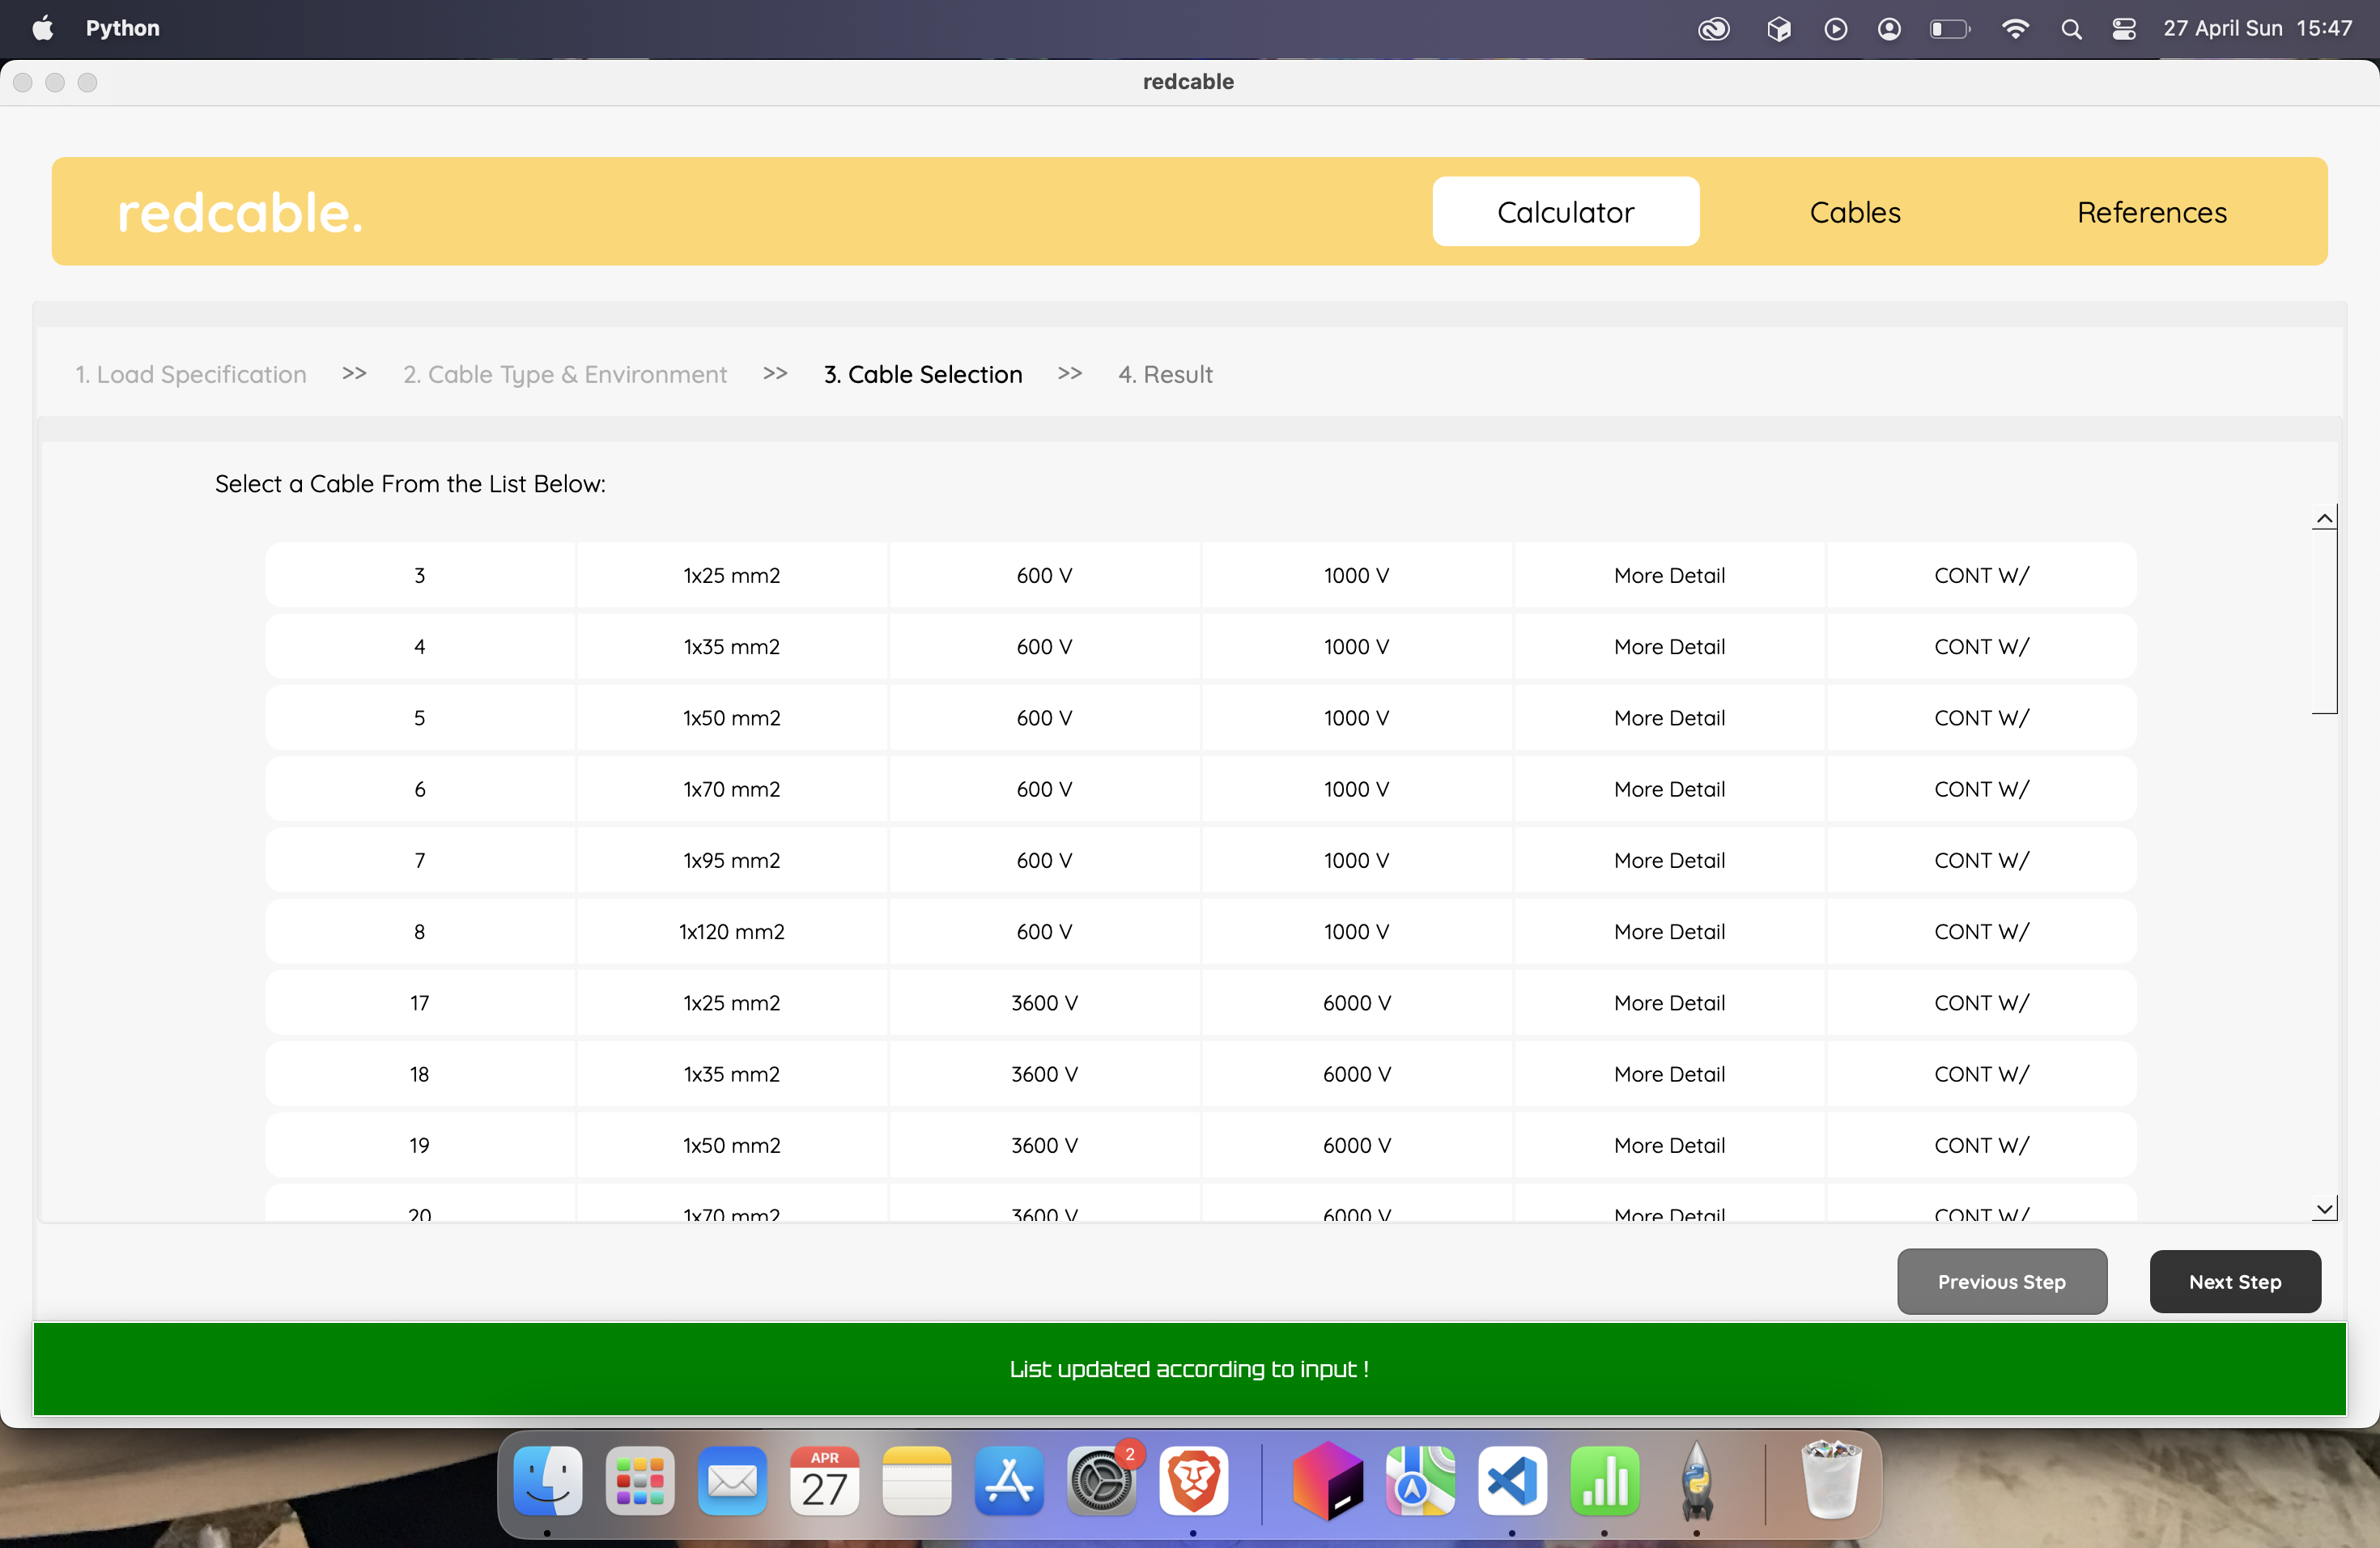 Python 27 April Sun 15:47
redcable
redcable. Calculator Cables References
1. Load Specification >> 2. Cable Type & Environment >> 3. Cable Selection >> 4. Result
Select a Cable From the List Below:
3 1x25 mm2 600 V 1000 V More Detail CONT W/
4 1x35 mm2 600 V 1000 V More Detail CONT W/
5 1x50 mm2 600 V 1000 V More Detail CONT W/
6 1x70 mm2 600 V 1000 V More Detail CONT W/
7 1x95 mm2 600 V 1000 V More Detail CONT W/
8 1x120 mm2 600 V 1000 V More Detail CONT W/
17 1x25 mm2 3600 V 6000 V More Detail CONT W/
18 1x35 mm2 3600 V 6000 V More Detail CONT W/
19 1x50 mm2 3600 V 6000 V More Detail CONT W/
20 1x70 mm2 3600 V 6000 V More Detail CONT W/
Previous Step Next Step
List updated according to input !
APR 2
27